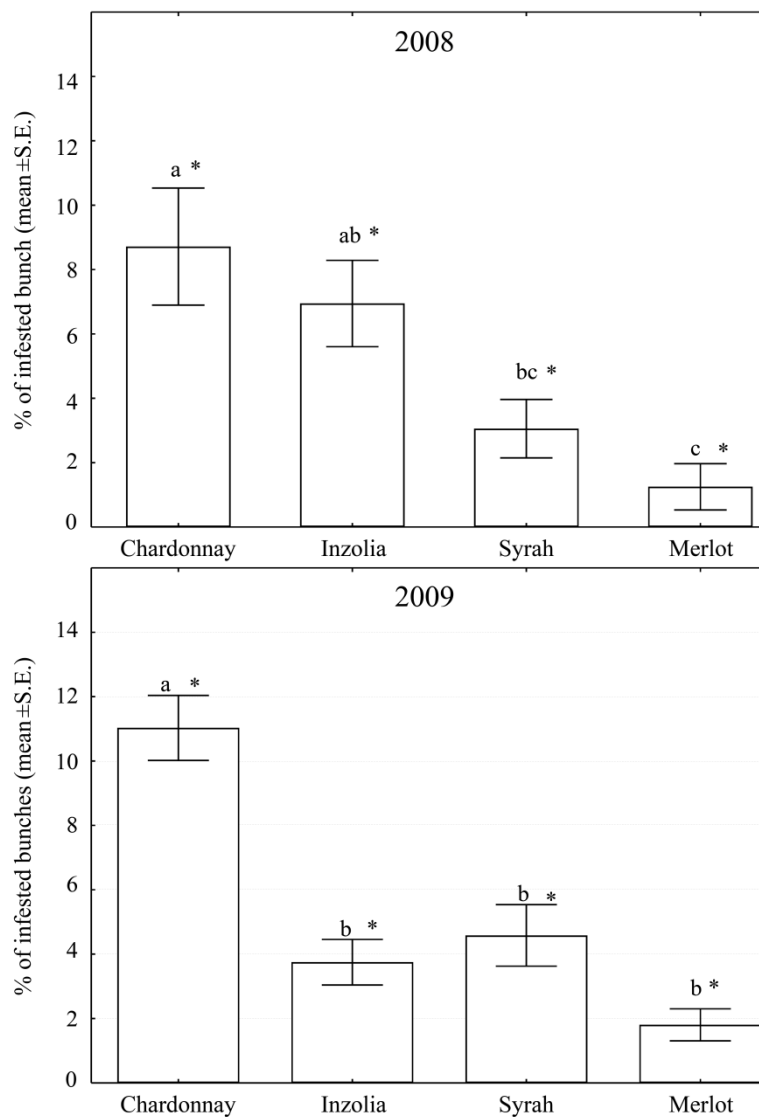 2008
% of infested bunch (mean±S.E.)
14
12
10
8
6
4
2
0
a *
ab *
bc *
c *
Chardonnay Inzolia Syrah Merlot
2009
% of infested bunches (mean±S.E.)
14
12
10
8
6
4
2
0
a *
b *
b *
b *
Chardonnay Inzolia Syrah Merlot